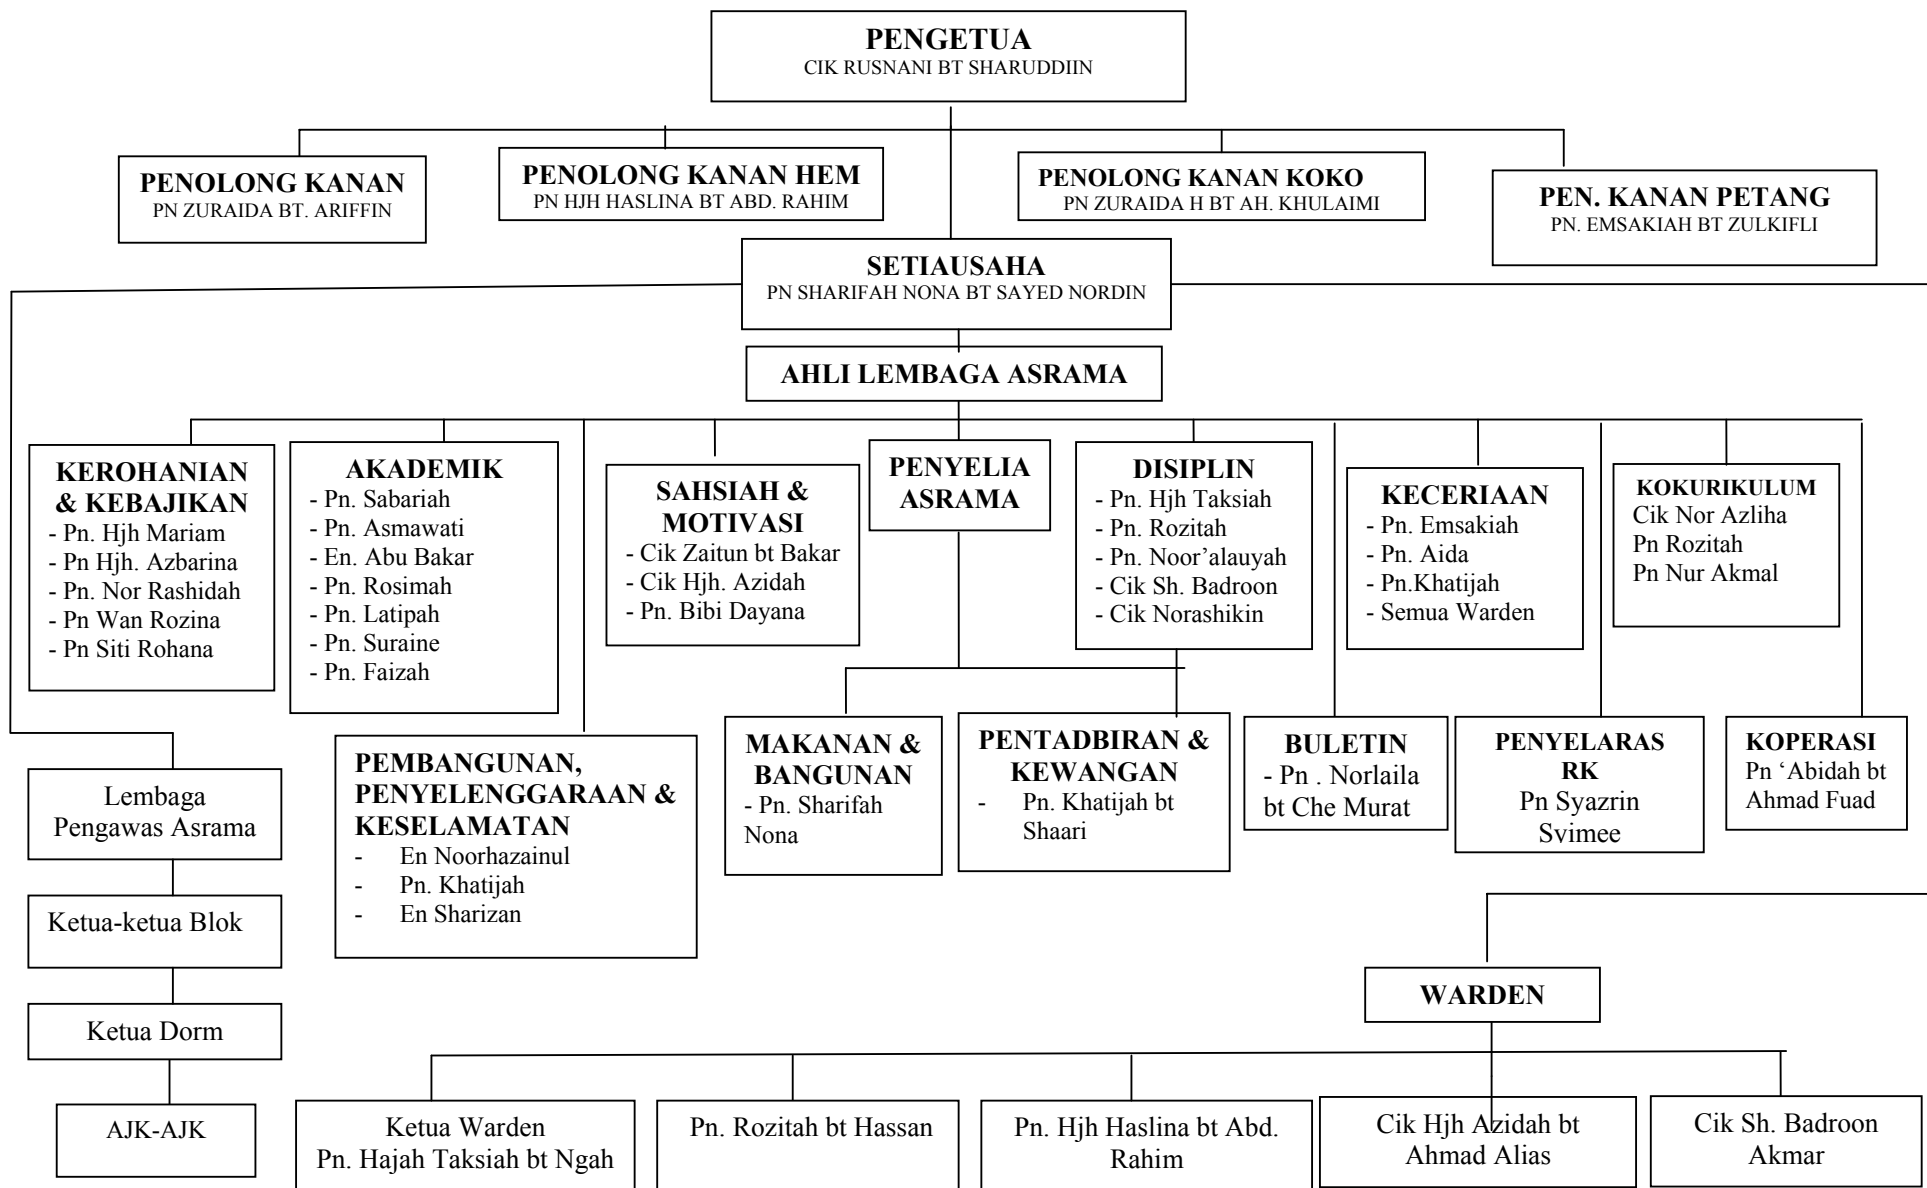 PENGETUA
CIK RUSNANI BT SHARUDDIIN
PENOLONG KANAN
PN ZURAIDA BT. ARIFFIN
PENOLONG KANAN HEM
PN HJH HASLINA BT ABD. RAHIM
PENOLONG KANAN KOKO
PN ZURAIDA H BT AH. KHULAIMI
PEN. KANAN PETANG
PN. EMSAKIAH BT ZULKIFLI
SETIAUSAHA
PN SHARIFAH NONA BT SAYED NORDIN
AHLI LEMBAGA ASRAMA
KEROHANIAN
& KEBAJIKAN
- Pn. Hjh Mariam
- Pn Hjh. Azbarina
- Pn. Nor Rashidah
- Pn Wan Rozina
- Pn Siti Rohana
AKADEMIK
- Pn. Sabariah
- Pn. Asmawati
- En. Abu Bakar
- Pn. Rosimah
- Pn. Latipah
- Pn. Suraine
- Pn. Faizah
SAHSIAH &
MOTIVASI
- Cik Zaitun bt Bakar
- Cik Hjh. Azidah
- Pn. Bibi Dayana
PENYELIA
ASRAMA
DISIPLIN
- Pn. Hjh Taksiah
- Pn. Rozitah
- Pn. Noor’alauyah
- Cik Sh. Badroon
- Cik Norashikin
KECERIAAN
- Pn. Emsakiah
- Pn. Aida
- Pn.Khatijah
- Semua Warden
KOKURIKULUM
Cik Nor Azliha
Pn Rozitah
Pn Nur Akmal
PEMBANGUNAN,
PENYELENGGARAAN &
KESELAMATAN
- En Noorhazainul
- Pn. Khatijah
- En Sharizan
MAKANAN &
BANGUNAN
- Pn. Sharifah
Nona
PENTADBIRAN &
KEWANGAN
- Pn. Khatijah bt
Shaari
BULETIN
- Pn . Norlaila
bt Che Murat
PENYELARAS
RK
Pn Syazrin
Svimee
KOPERASI
Pn ‘Abidah bt
Ahmad Fuad
Lembaga
Pengawas Asrama
Ketua-ketua Blok
Ketua Dorm
AJK-AJK
WARDEN
Ketua Warden
Pn. Hajah Taksiah bt Ngah
Pn. Rozitah bt Hassan
Pn. Hjh Haslina bt Abd.
Rahim
Cik Hjh Azidah bt
Ahmad Alias
Cik Sh. Badroon
Akmar